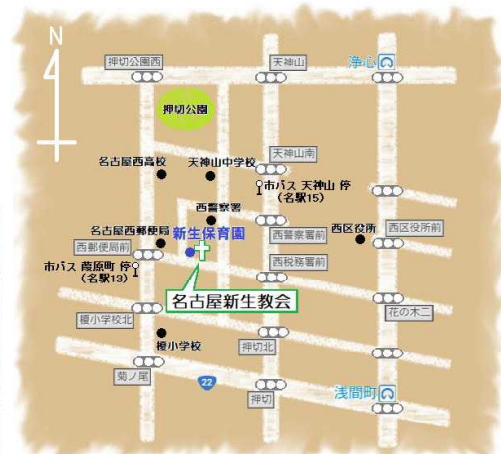 N
押切公園西
天神山
浄心
押切公園
天神山南
名古屋西高校
天神山中学校
市バス 天神山 停
(名駅15)
西警察署
名古屋西郵便局
新生保育園
西郵便局前
西警察署前
西区役所
西区役所前
市バス 菊原町 停
(名駅13)
西税務署前
名古屋新生教会
榎小学校北
花の木二
榎小学校
押切北
菊ノ尾
22
押切
浅間町